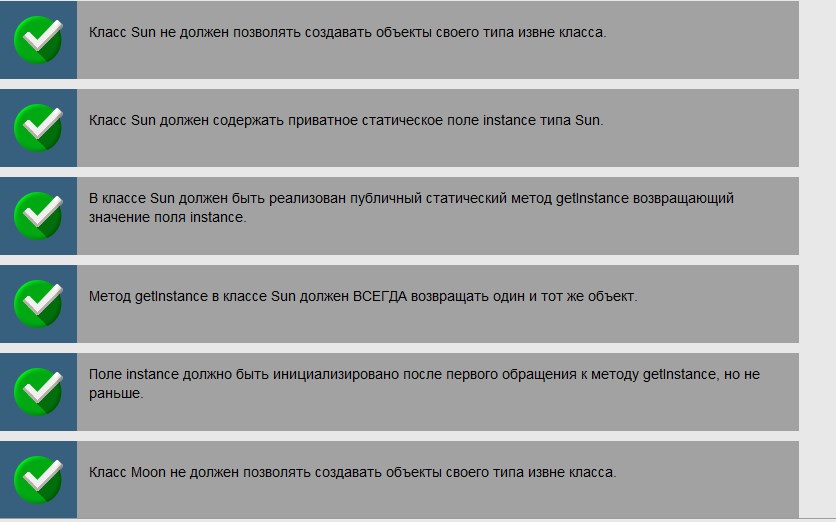 Класс Sun не должен позволять создавать объекты своего типа извне класса.
Класс Sun должен содержать приватное статическое поле instance типа Sun.
В классе Sun должен быть реализован публичный статический метод getInstance возвращающий
значение поля instance.
Метод getInstance в классе Sun должен ВСЕГДА возвращать один и тот же объект.
Поле instance должно быть инициализировано после первого обращения к методу getInstance, но не
раньше.
Класс Moon не должен позволять создавать объекты своего типа извне класса.